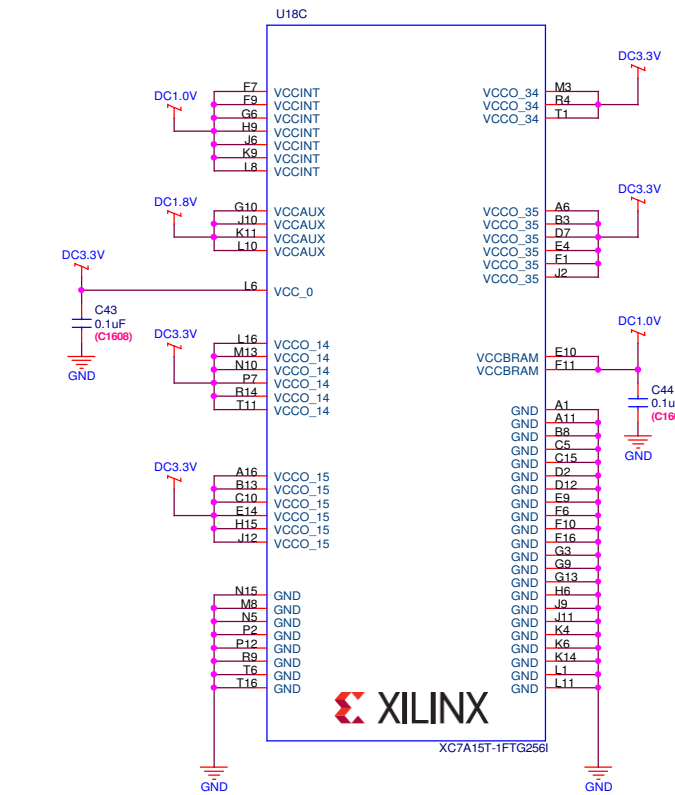 U18C
DC1.0V
F7 VCCINT
F9 VCCINT
G6 VCCINT
H9 VCCINT
J6 VCCINT
K9 VCCINT
L8 VCCINT
DC1.8V
G10 VCCAUX
J10 VCCAUX
K11 VCCAUX
L10 VCCAUX
DC3.3V
L6 VCC_0
C43
0.1uF
(C1608)
GND
DC3.3V
L16 VCCO_14
M13 VCCO_14
N10 VCCO_14
P7 VCCO_14
R14 VCCO_14
T11 VCCO_14
DC3.3V
A16 VCCO_15
B13 VCCO_15
C10 VCCO_15
E14 VCCO_15
H15 VCCO_15
J12 VCCO_15
N15 GND
M8 GND
N5 GND
P2 GND
P12 GND
R9 GND
T6 GND
T16 GND
GND
DC3.3V
VCCO_34 M3
VCCO_34 R4
VCCO_34 T1
DC3.3V
VCCO_35 A6
VCCO_35 B3
VCCO_35 D7
VCCO_35 E4
VCCO_35 F1
VCCO_35 J2
DC1.0V
VCCBRAM E10
VCCBRAM F11
C44
0.1u
(C16
GND
GND A1
GND A11
GND B8
GND C5
GND C15
GND D2
GND D12
GND E9
GND F6
GND F10
GND F16
GND G3
GND G9
GND G13
GND H6
GND J9
GND J11
GND K4
GND K6
GND K14
GND L1
GND L11
XILINX
XC7A15T-1FTG256I
GND